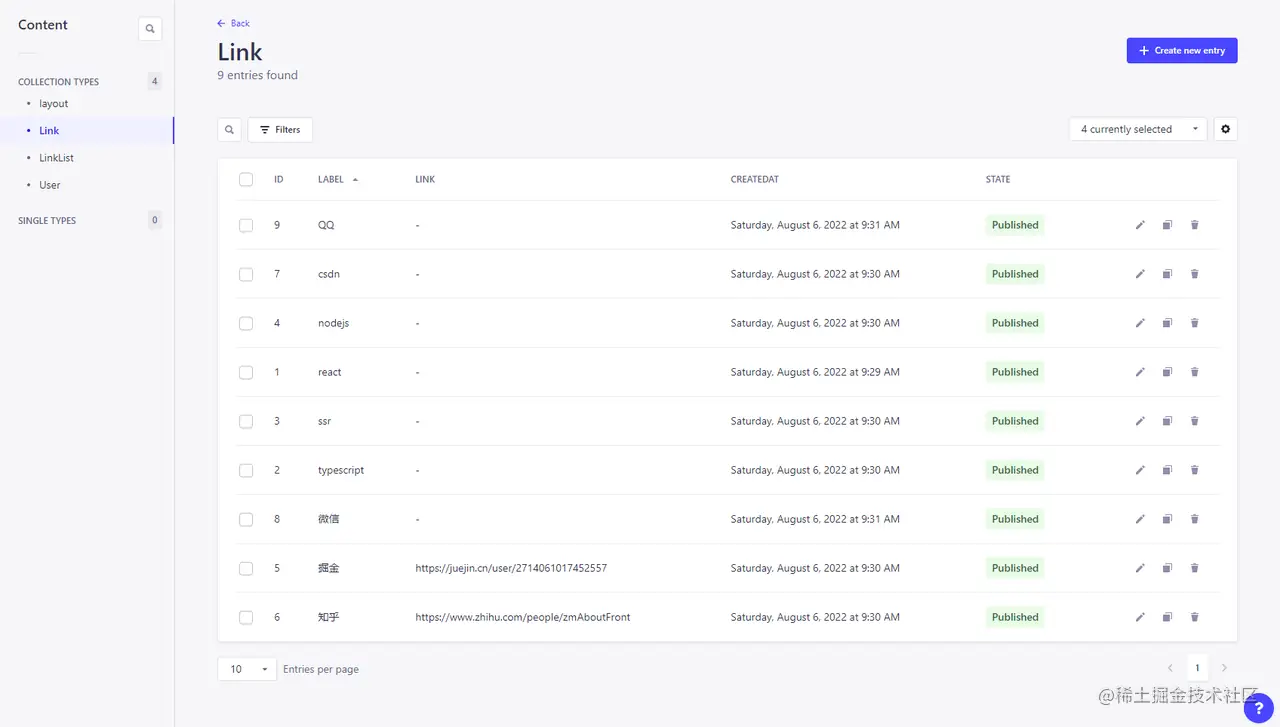 Content
COLLECTION TYPES 4
layout
Link
LinkList
User
SINGLE TYPES 0
Back
Link
9 entries found
Create new entry
Filters
4 currently selected
ID LABEL LINK CREATEDAT STATE
9 QQ - Saturday, August 6, 2022 at 9:31 AM Published
7 csdn - Saturday, August 6, 2022 at 9:30 AM Published
4 nodejs - Saturday, August 6, 2022 at 9:30 AM Published
1 react - Saturday, August 6, 2022 at 9:29 AM Published
3 ssr - Saturday, August 6, 2022 at 9:30 AM Published
2 typescript - Saturday, August 6, 2022 at 9:30 AM Published
8 微信 - Saturday, August 6, 2022 at 9:31 AM Published
5 掘金 https://juejin.cn/user/2714061017452557 Saturday, August 6, 2022 at 9:30 AM Published
6 知乎 https://www.zhihu.com/people/zmAboutFront Saturday, August 6, 2022 at 9:30 AM Published
10 Entries per page
1
@稀土掘金技术社区
?